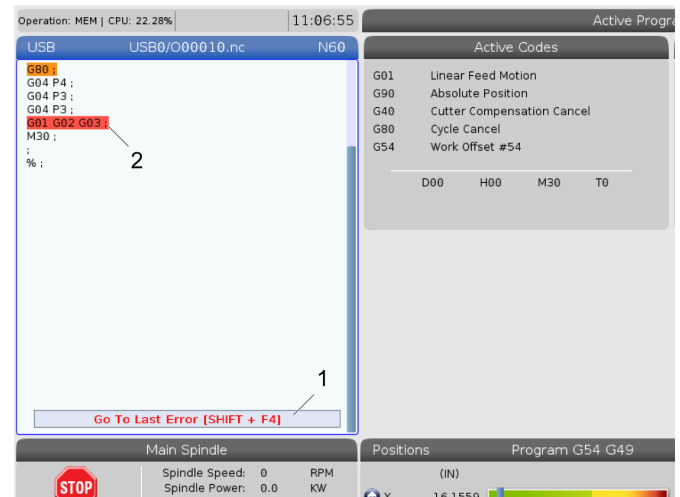 Operation: MEM | CPU: 22.28%
11:06:55
Active Progra
USB USB0/O00010.nc N60
G80 ;
G04 P4 ;
G04 P3 ;
G04 P3 ;
G01 G02 G03 ;
M30 ;
;
% ;
2
1
Go To Last Error [SHIFT + F4]
Active Codes
G01 Linear Feed Motion
G90 Absolute Position
G40 Cutter Compensation Cancel
G80 Cycle Cancel
G54 Work Offset #54
D00 H00 M30 T0
Main Spindle
STOP
Spindle Speed: 0 RPM
Spindle Power: 0.0 KW
Positions Program G54 G49
(IN)
X 16.1559